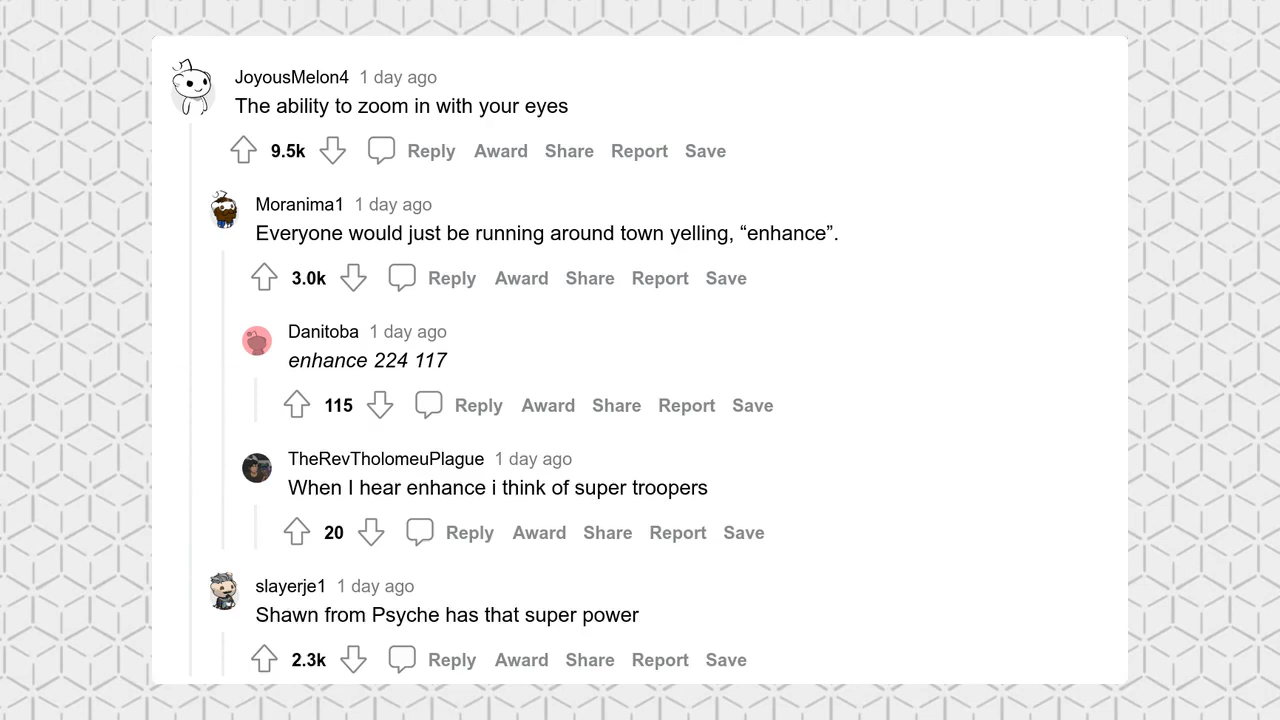 JoyousMelon4 1 day ago
The ability to zoom in with your eyes
9.5k Reply Award Share Report Save
Moranima1 1 day ago
Everyone would just be running around town yelling, “enhance”.
3.0k Reply Award Share Report Save
Danitoba 1 day ago
enhance 224 117
115 Reply Award Share Report Save
TheRevTholomeuPlague 1 day ago
When I hear enhance i think of super troopers
20 Reply Award Share Report Save
slayerje1 1 day ago
Shawn from Psyche has that super power
2.3k Reply Award Share Report Save